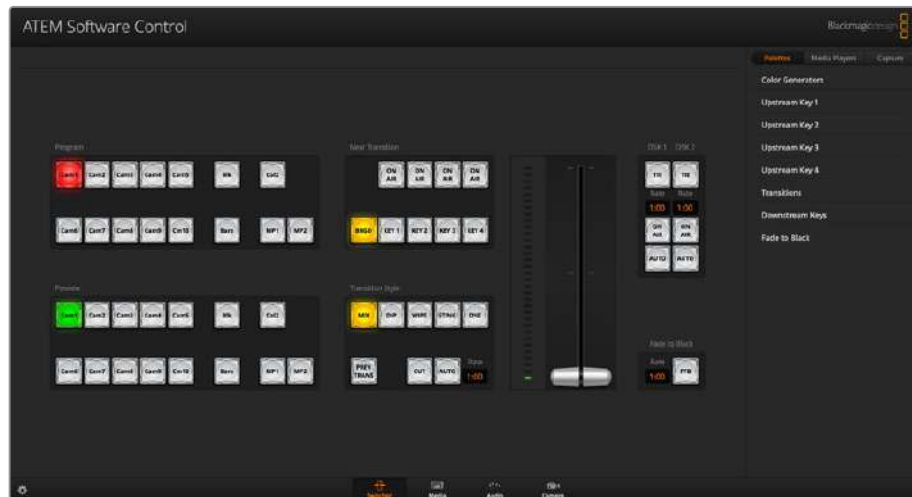 ATEM Software Control
Blackmagicdesign
Palettes Media Players Capture
Color Generators
Upstream Key 1
Upstream Key 2
Upstream Key 3
Upstream Key 4
Transitions
Downstream Keys
Fade to Black
Program
Cam1 Cam2 Cam3 Cam4 Cam5 Blk Col1
Cam6 Cam7 Cam8 Cam9 Cm10 Bars MP1 MP2
Next Transition
ON AIR ON AIR ON AIR ON AIR
BKGD KEY 1 KEY 2 KEY 3 KEY 4
DSK 1 DSK 2
TIE TIE
Rate Rate
1:00 1:00
ON AIR ON AIR
AUTO AUTO
Preview
Cam1 Cam2 Cam3 Cam4 Cam5 Blk Col1
Cam6 Cam7 Cam8 Cam9 Cm10 Bars MP1 MP2
Transition Style
MIX DIP WIPE STING DVE
PREV TRANS CUT AUTO
Rate
1:00
Fade to Black
Rate
1:00 FTB
Switcher Media Audio Camera